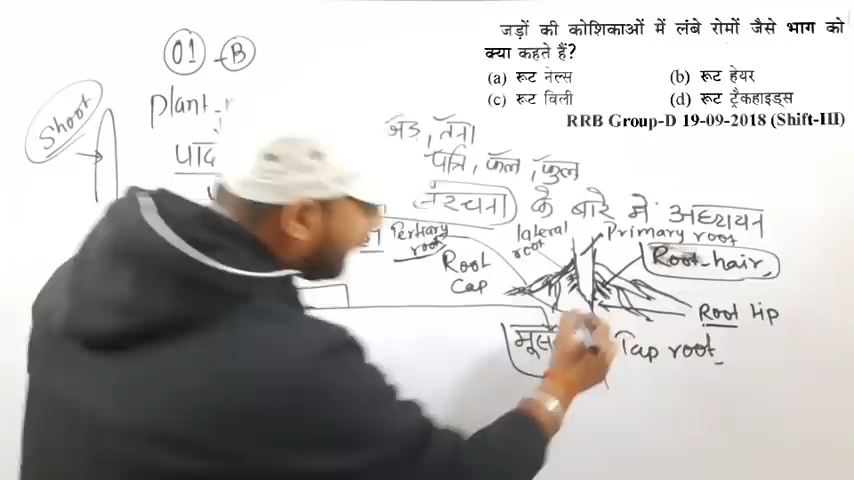 जड़ों की कोशिकाओं में लंबे रोमों जैसे भाग को
क्या कहते हैं?
(a) रूट नेल्स (b) रूट हेयर
(c) रूट विली (d) रूट ट्रैकहाइड्स
RRB Group-D 19-09-2018 (Shift-III)
01 - B
Shoot
Plant
पाद
जड़, तना
पत्ति, फल, फुल
संरचना के बारे में अध्ययन
Tertiary
root
lateral
root
Primary root
Root
Cap
Root-hair,
Root tip
Tap root